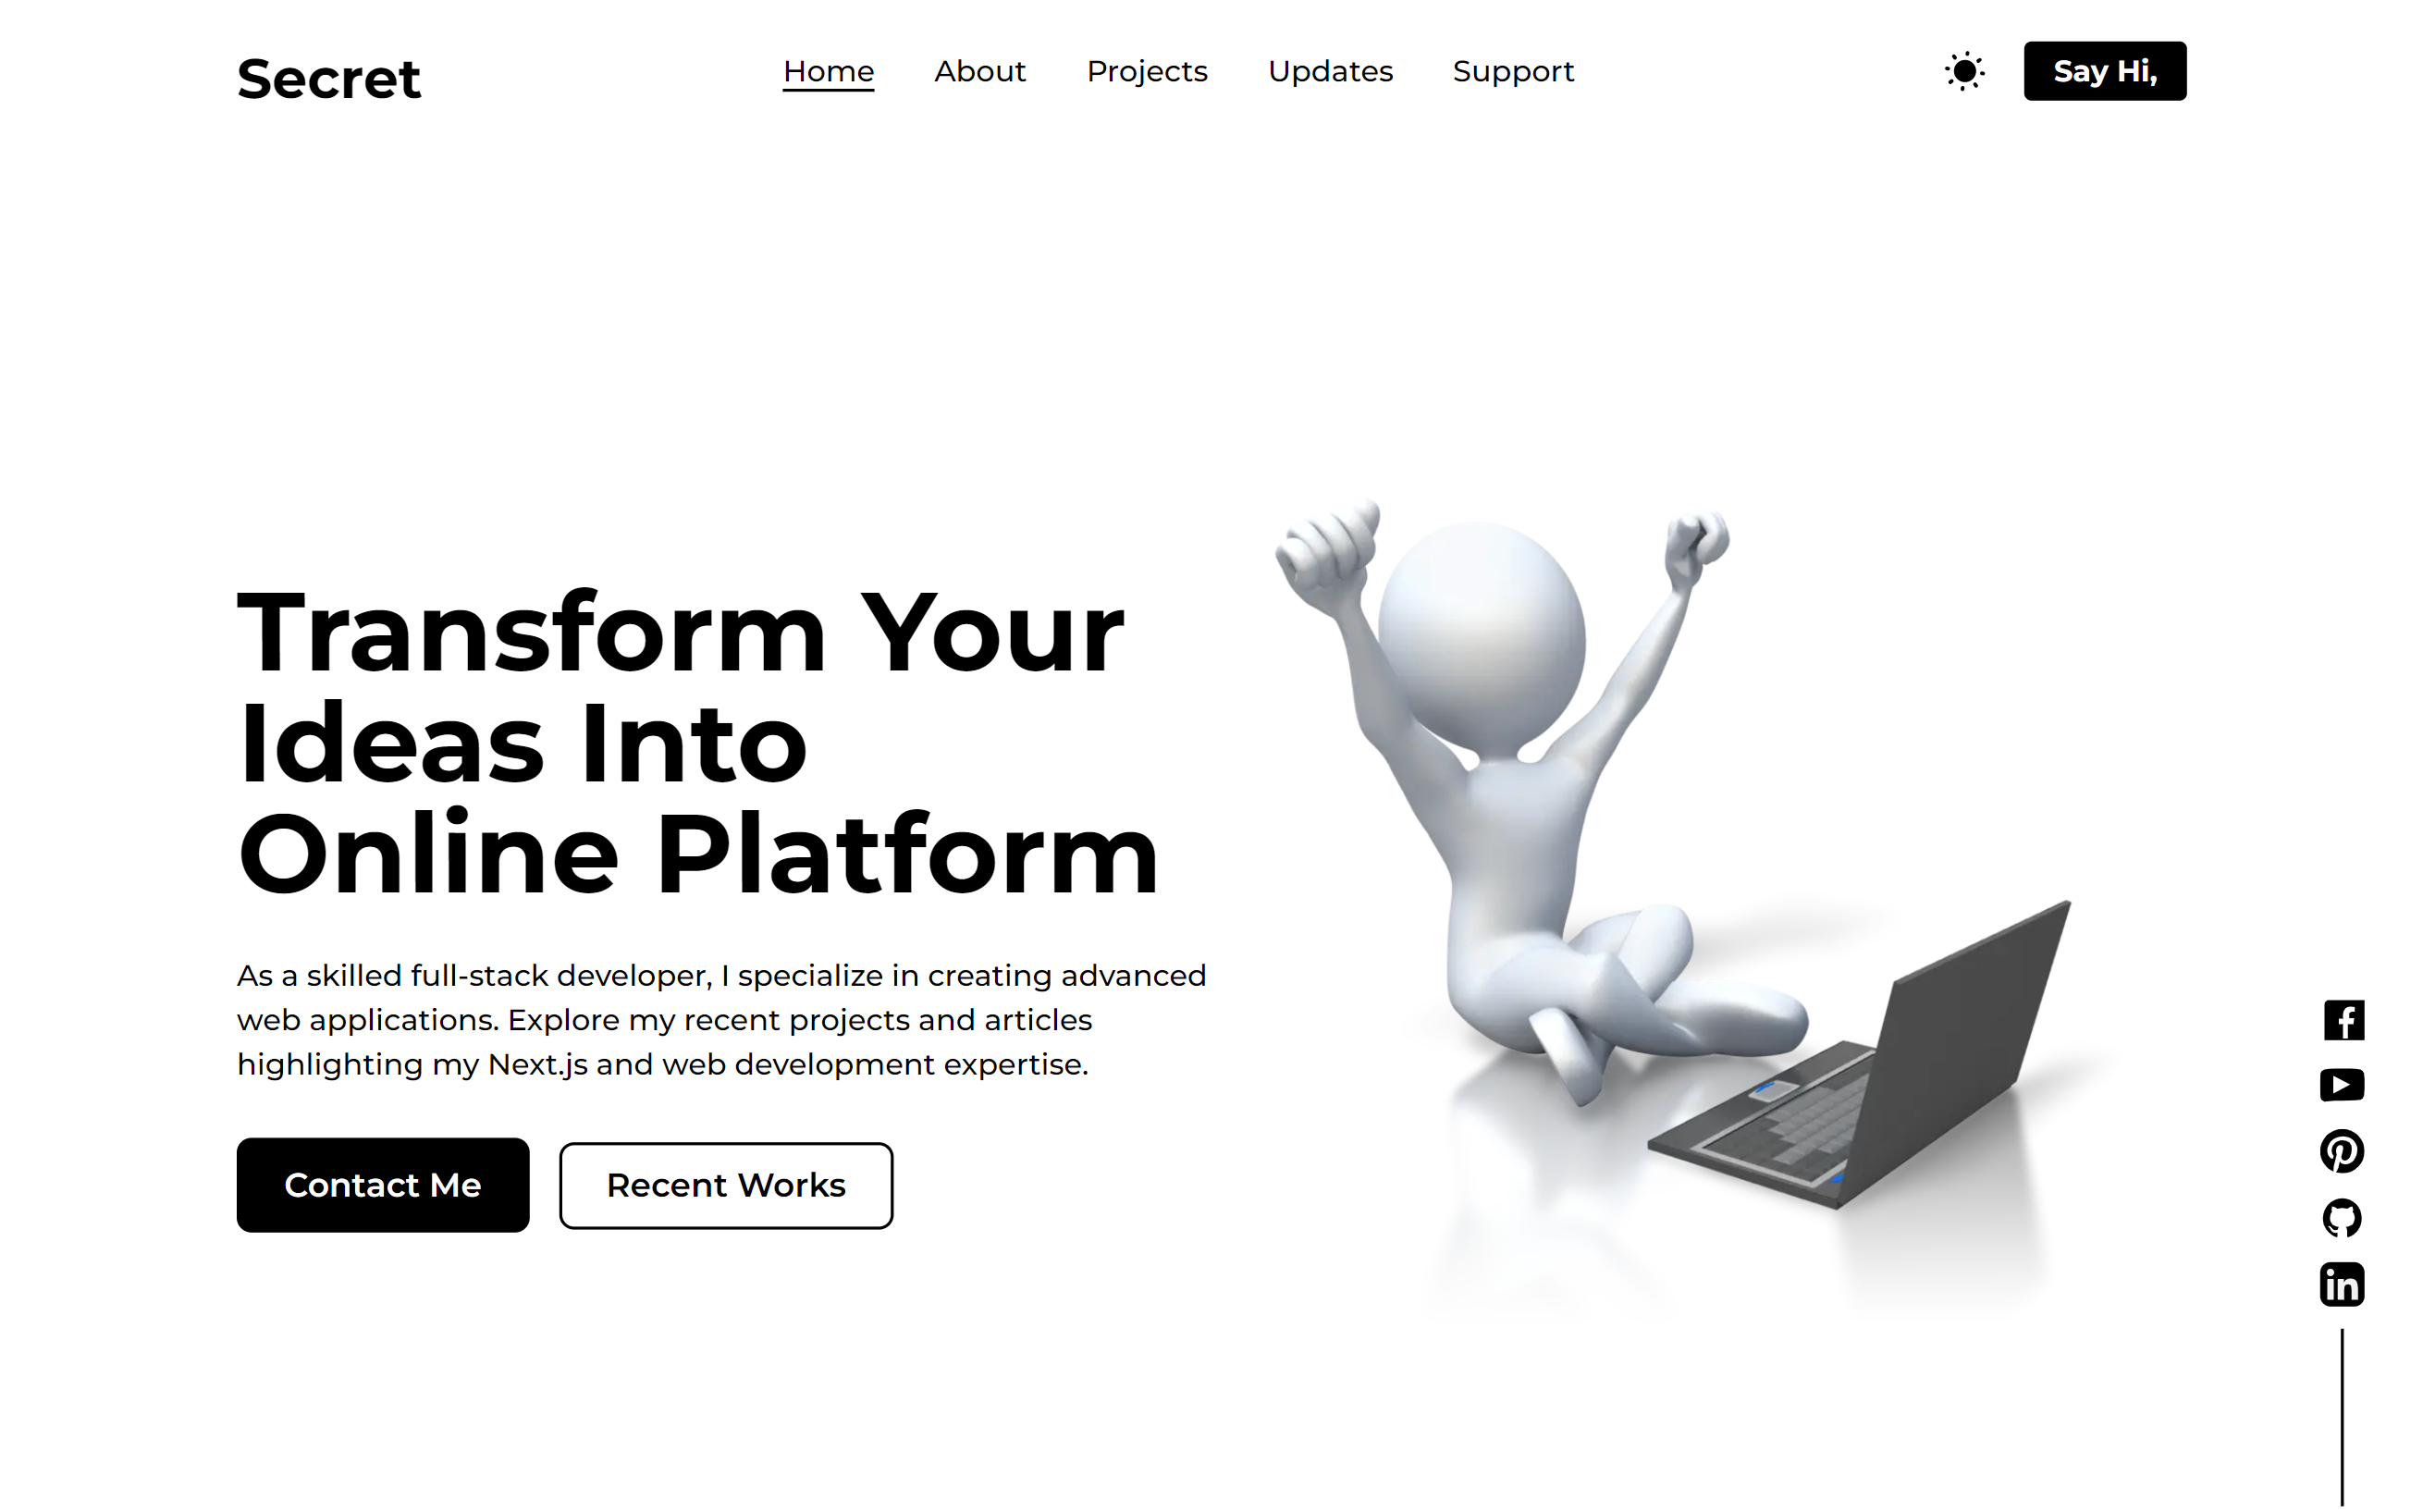 Secret
Home
About
Projects
Updates
Support
Say Hi,
Transform Your
Ideas Into
Online Platform
As a skilled full-stack developer, I specialize in creating advanced
web applications. Explore my recent projects and articles
highlighting my Next.js and web development expertise.
Contact Me
Recent Works